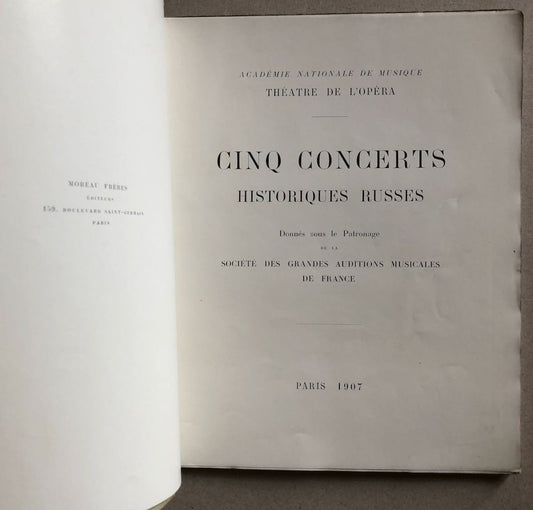 MOREAU FRÈRES
ÉDITEURS
159, BOULEVARD SAINT-GERMAIN
PARIS
ACADÉMIE NATIONALE DE MUSIQUE
THÉATRE DE L'OPÉRA
CINQ CONCERTS
HISTORIQUES RUSSES
Donnés sous le Patronage
DE LA
SOCIÉTÉ DES GRANDES AUDITIONS MUSICALES
DE FRANCE
PARIS 1907